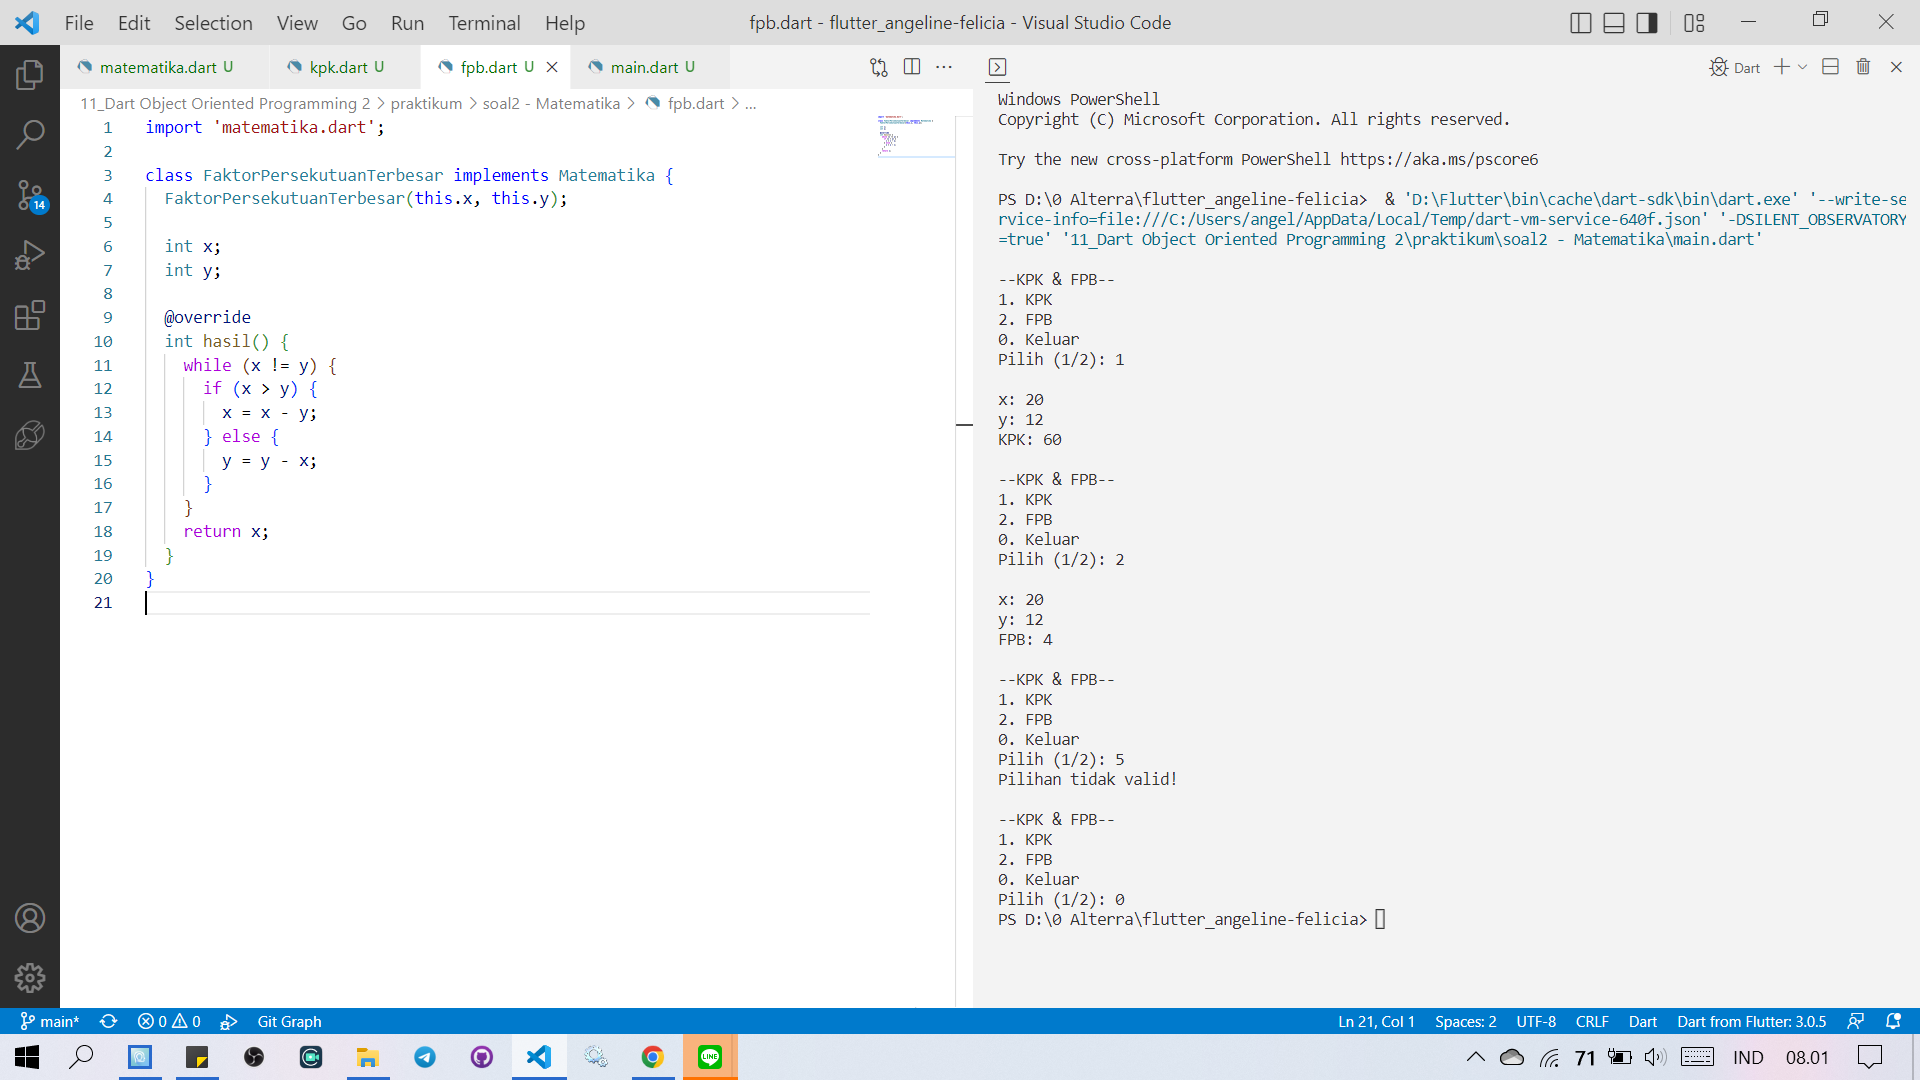 File Edit Selection View Go Run Terminal Help
fpb.dart - flutter_angeline-felicia - Visual Studio Code
matematika.dart U
kpk.dart U
fpb.dart U
main.dart U
11_Dart Object Oriented Programming 2 > praktikum > soal2 - Matematika > fpb.dart > ...
1 import 'matematika.dart';
2
3 class FaktorPersekutuanTerbesar implements Matematika {
4 FaktorPersekutuanTerbesar(this.x, this.y);
5
6 int x;
7 int y;
8
9 @override
10 int hasil() {
11 while (x != y) {
12 if (x > y) {
13 x = x - y;
14 } else {
15 y = y - x;
16 }
17 }
18 return x;
19 }
20 }
21
Dart
Windows PowerShell
Copyright (C) Microsoft Corporation. All rights reserved.
Try the new cross-platform PowerShell https://aka.ms/pscore6
PS D:\0 Alterra\flutter_angeline-felicia> & 'D:\Flutter\bin\cache\dart-sdk\bin\dart.exe' '--write-se
rvice-info=file:///C:/Users/angel/AppData/Local/Temp/dart-vm-service-640f.json' '-DSILENT_OBSERVATORY
=true' '11_Dart Object Oriented Programming 2\praktikum\soal2 - Matematika\main.dart'
--KPK & FPB--
1. KPK
2. FPB
0. Keluar
Pilih (1/2): 1
x: 20
y: 12
KPK: 60
--KPK & FPB--
1. KPK
2. FPB
0. Keluar
Pilih (1/2): 2
x: 20
y: 12
FPB: 4
--KPK & FPB--
1. KPK
2. FPB
0. Keluar
Pilih (1/2): 5
Pilihan tidak valid!
--KPK & FPB--
1. KPK
2. FPB
0. Keluar
Pilih (1/2): 0
PS D:\0 Alterra\flutter_angeline-felicia>
14
main* 0 0 Git Graph
Ln 21, Col 1 Spaces: 2 UTF-8 CRLF Dart Dart from Flutter: 3.0.5
LINE
71 IND 08.01